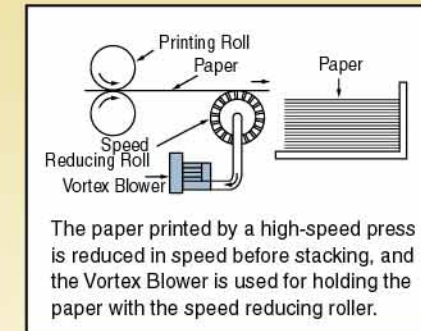 Printing Roll
Paper
Paper
Speed
Reducing Roll
Vortex Blower
The paper printed by a high-speed press
is reduced in speed before stacking, and
the Vortex Blower is used for holding the
paper with the speed reducing roller.